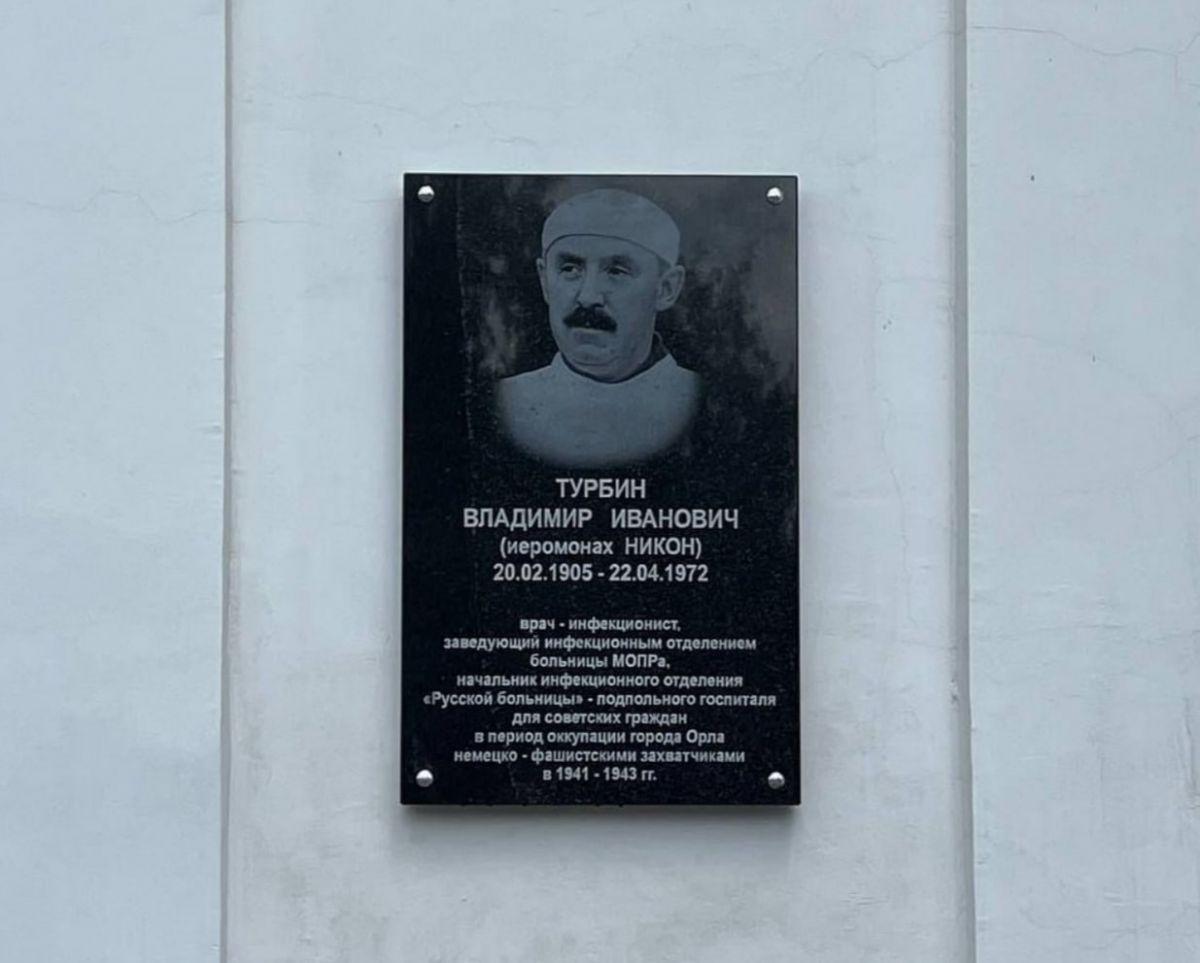 ТУРБИН
ВЛАДИМИР ИВАНОВИЧ
(иеромонах НИКОН)
20.02.1905 - 22.04.1972
врач - инфекционист,
заведующий инфекционным отделением
больницы МОПРа,
начальник инфекционного отделения
«Русской больницы» - подпольного госпиталя
для советских граждан
в период оккупации города Орла
немецко - фашистскими захватчиками
в 1941 - 1943 гг.